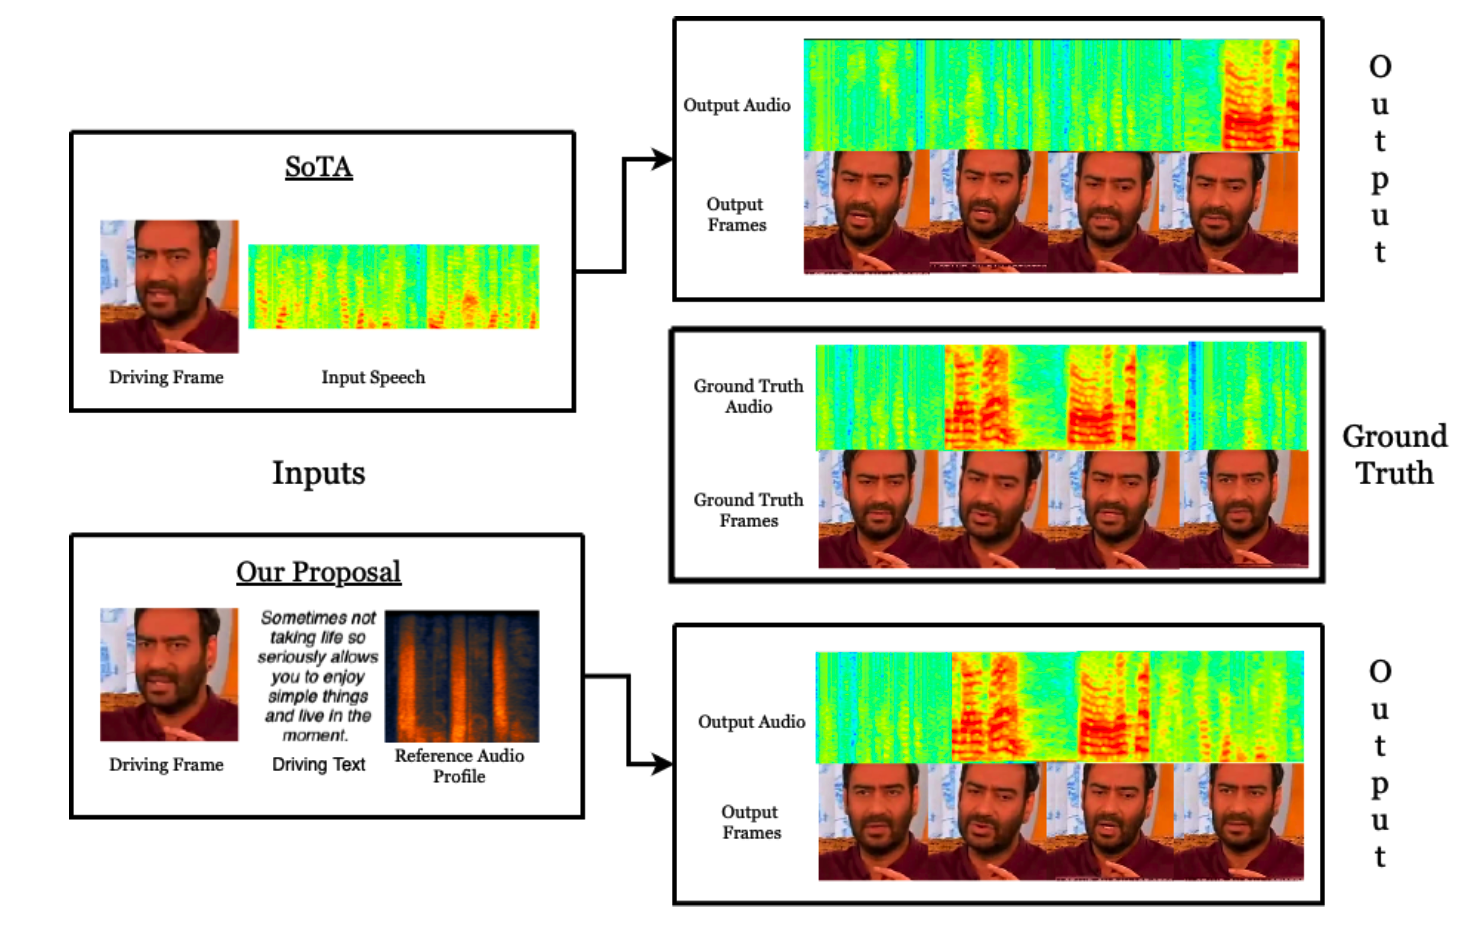 SoTA
Driving Frame
Input Speech
Inputs
Our Proposal
Sometimes not
taking life so
seriously allows
you to enjoy
simple things
and live in the
moment.
Driving Frame
Driving Text
Reference Audio
Profile
Output Audio
Output
Frames
Output
Ground Truth
Audio
Ground Truth
Frames
Ground
Truth
Output Audio
Output
Frames
Output